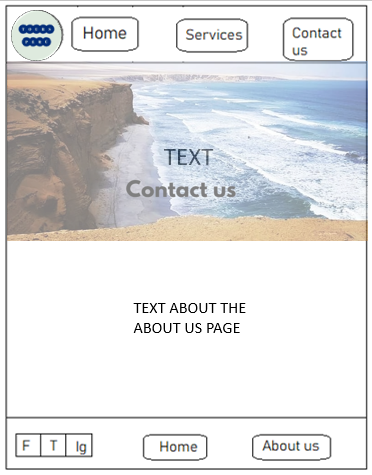 Home
Services
Contact
us
TEXT
Contact us
TEXT ABOUT THE
ABOUT US PAGE
F T Ig
Home
About us